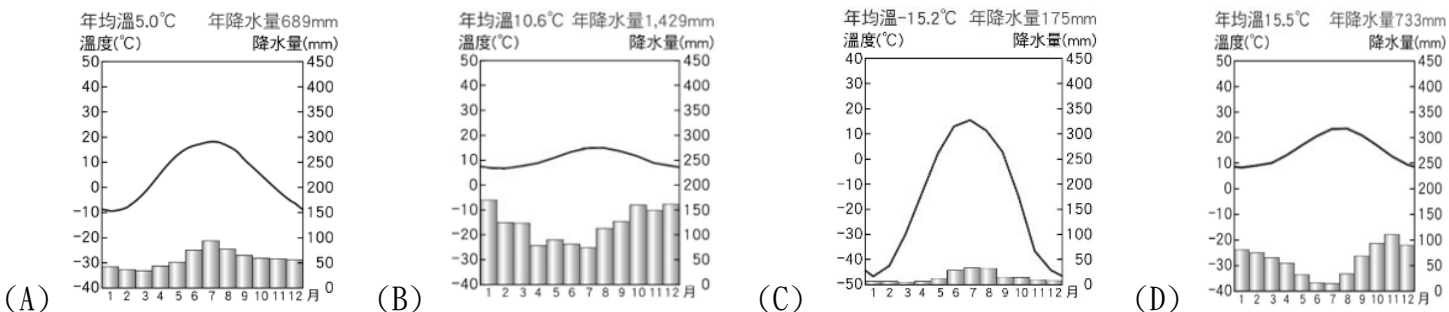 年均溫5.0℃ 年降水量689mm
溫度(℃) 降水量(mm)
50 450
40 400
30 350
20 300
10 250
0 200
-10 150
-20 100
-30 50
-40 0
1 2 3 4 5 6 7 8 9 10 11 12 月
(A)
年均溫10.6℃ 年降水量1,429mm
溫度(℃) 降水量(mm)
50 450
40 400
30 350
20 300
10 250
0 200
-10 150
-20 100
-30 50
-40 0
1 2 3 4 5 6 7 8 9 10 11 12 月
(B)
年均溫-15.2℃ 年降水量175mm
溫度(℃) 降水量(mm)
40 450
30 400
20 350
10 300
0 250
-10 200
-20 150
-30 100
-40 50
-50 0
1 2 3 4 5 6 7 8 9 10 11 12 月
(C)
年均溫15.5℃ 年降水量733mm
溫度(℃) 降水量(mm)
50 450
40 400
30 350
20 300
10 250
0 200
-10 150
-20 100
-30 50
-40 0
1 2 3 4 5 6 7 8 9 10 11 12 月
(D)